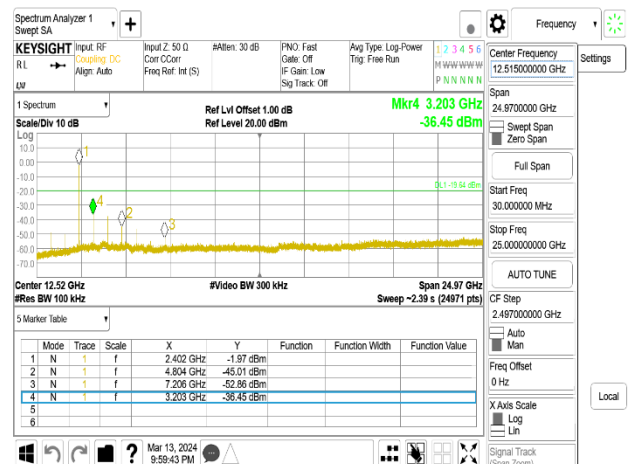 Spectrum Analyzer 1
Swept SA
Frequency
KEYSIGHT Input: RF Input Z: 50 Ω #Atten: 30 dB PNO: Fast Avg Type: Log-Power 1 2 3 4 5 6
RL Coupling: DC Corr CCorr Gate: Off Trig: Free Run M W W W W W
Align: Auto Freq Ref: Int (S) IF Gain: Low P N N N N N
Sig Track: Off
1 Spectrum
Ref Lvl Offset 1.00 dB Mkr4 3.203 GHz
Scale/Div 10 dB Ref Level 20.00 dBm -36.45 dBm
Log
10.0
0.00
-10.0
-20.0
-30.0
-40.0
-50.0
-60.0
-70.0
1
4
2
3
DL1 -19.64 dBm
Center 12.52 GHz #Video BW 300 kHz Span 24.97 GHz
#Res BW 100 kHz Sweep ~2.39 s (24971 pts)
5 Marker Table
Mode Trace Scale X Y Function Function Width Function Value
1 N 1 f 2.402 GHz -1.97 dBm
2 N 1 f 4.804 GHz -45.01 dBm
3 N 1 f 7.206 GHz -52.86 dBm
4 N 1 f 3.203 GHz -36.45 dBm
5
6
?
Mar 13, 2024
9:59:43 PM
Center Frequency
12.515000000 GHz
Span
24.9700000 GHz
Swept Span
Zero Span
Full Span
Start Freq
30.000000 MHz
Stop Freq
25.000000000 GHz
AUTO TUNE
CF Step
2.497000000 GHz
Auto
Man
Freq Offset
0 Hz
X Axis Scale
Log
Lin
Signal Track
(Span Zoom)
Settings
Local